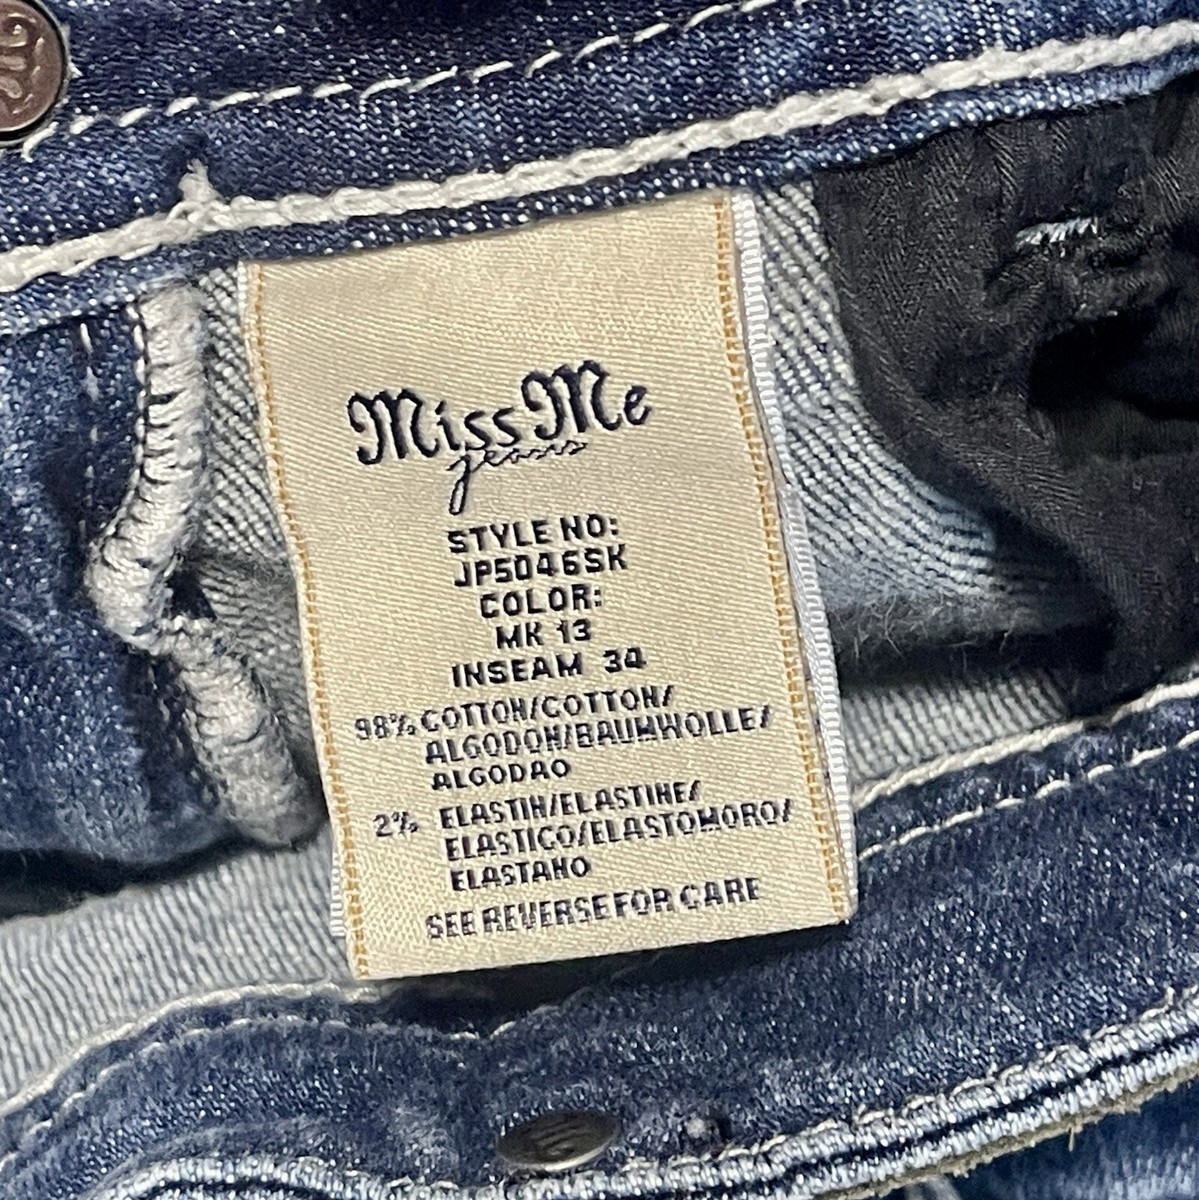 Miss Me
jeans
STYLE NO:
JP5046SK
COLOR:
MK 13
INSEAM 34
98% COTTON/COTTON/
ALGODON/BAUMWOLLE/
ALGODAO
2% ELASTIN/ELASTINE/
ELASTICO/ELASTOMORO/
ELASTANO
SEE REVERSE FOR CARE